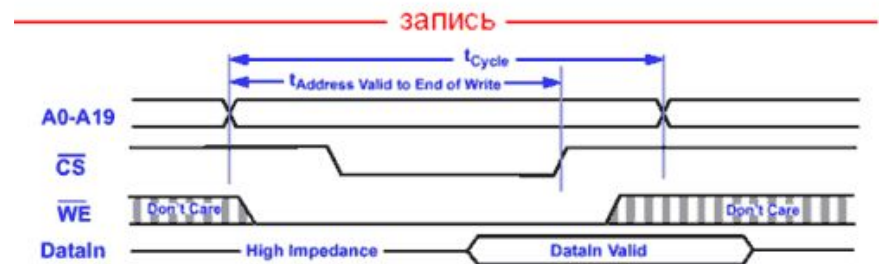 запись
tCycle
tAddress Valid to End of Write
A0-A19
CS
WE Don't Care Don't Care
DataIn High Impedance DataIn Valid